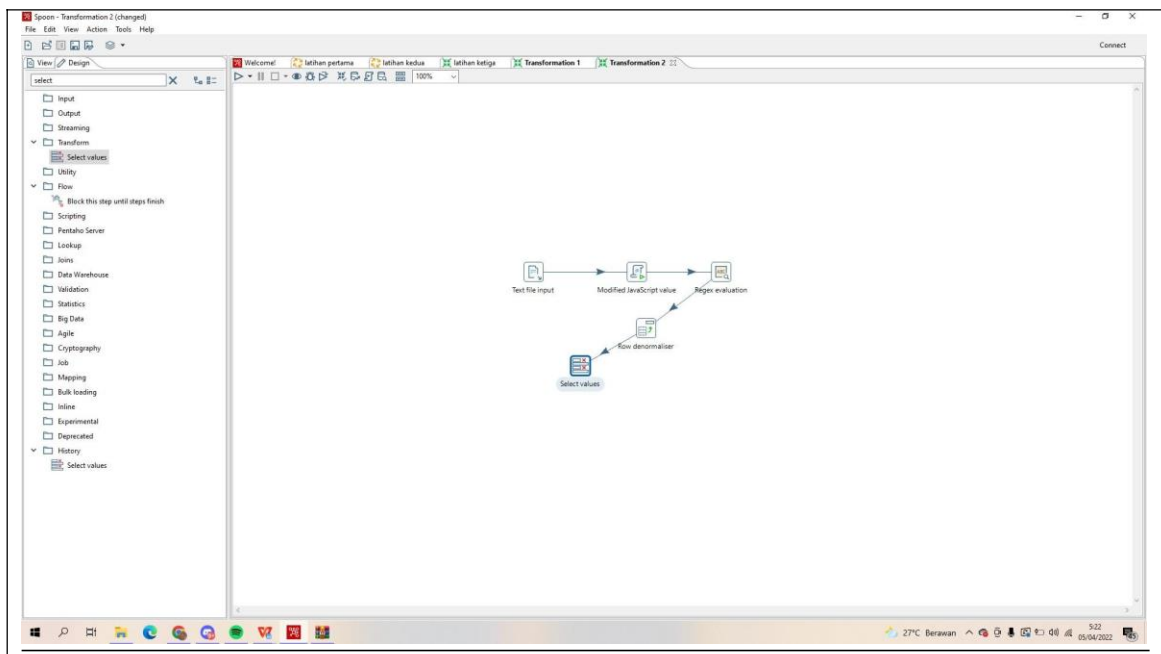 Spoon - Transformation 2 (changed)
File Edit View Action Tools Help
Connect
View Design
Welcome! latihan pertama latihan kedua latihan ketiga Transformation 1 Transformation 2
select
100%
Input
Output
Streaming
Transform
Select values
Utility
Flow
Block this step until steps finish
Scripting
Pentaho Server
Lookup
Joins
Data Warehouse
Validation
Statistics
Big Data
Agile
Cryptography
Job
Mapping
Bulk loading
Inline
Experimental
Deprecated
History
Select values
Text file input Modified JavaScript value Regex evaluation
Row denormaliser
Select values
27°C Berawan
5:22
05/04/2022